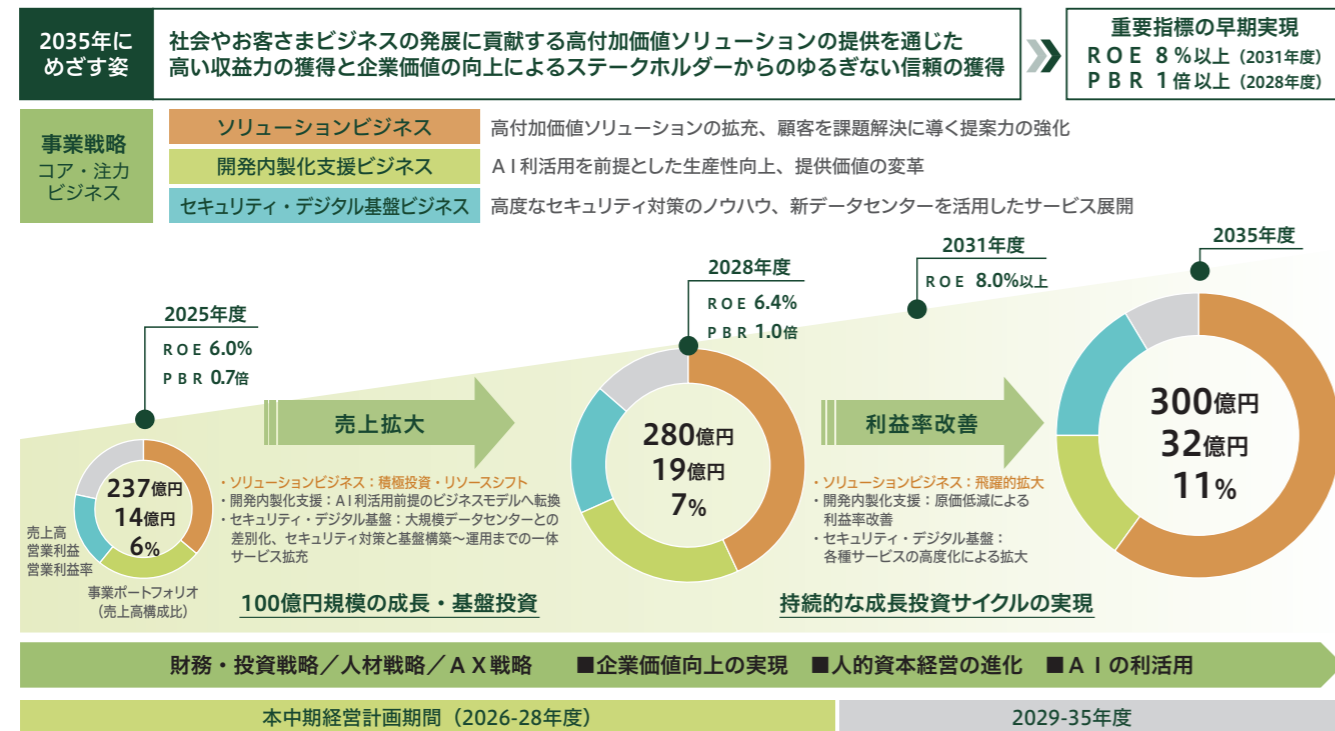 2035年に
めざす姿
社会やお客さまビジネスの発展に貢献する高付加価値ソリューションの提供を通じた
高い収益力の獲得と企業価値の向上によるステークホルダーからのゆるぎない信頼の獲得
重要指標の早期実現
ROE 8%以上（2031年度）
PBR 1倍以上（2028年度）
事業戦略
コア・注力
ビジネス
ソリューションビジネス
高付加価値ソリューションの拡充、顧客を課題解決に導く提案力の強化
開発内製化支援ビジネス
AI利活用を前提とした生産性向上、提供価値の変革
セキュリティ・デジタル基盤ビジネス
高度なセキュリティ対策のノウハウ、新データセンターを活用したサービス展開
2025年度
ROE 6.0%
PBR 0.7倍
2028年度
ROE 6.4%
PBR 1.0倍
2031年度
ROE 8.0%以上
2035年度
237億円
14億円
6%
売上高
営業利益
営業利益率
事業ポートフォリオ
（売上高構成比）
売上拡大
・ソリューションビジネス：積極投資・リソースシフト
・開発内製化支援：AI利活用前提のビジネスモデルへ転換
・セキュリティ・デジタル基盤：大規模データセンターとの
差別化、セキュリティ対策と基盤構築～運用までの一体
サービス拡充
100億円規模の成長・基盤投資
280億円
19億円
7%
利益率改善
・ソリューションビジネス：飛躍的拡大
・開発内製化支援：原価低減による
利益率改善
・セキュリティ・デジタル基盤：
各種サービスの高度化による拡大
持続的な成長投資サイクルの実現
300億円
32億円
11%
財務・投資戦略／人材戦略／AX戦略 ■企業価値向上の実現 ■人的資本経営の進化 ■AIの利活用
本中期経営計画期間（2026-28年度）
2029-35年度